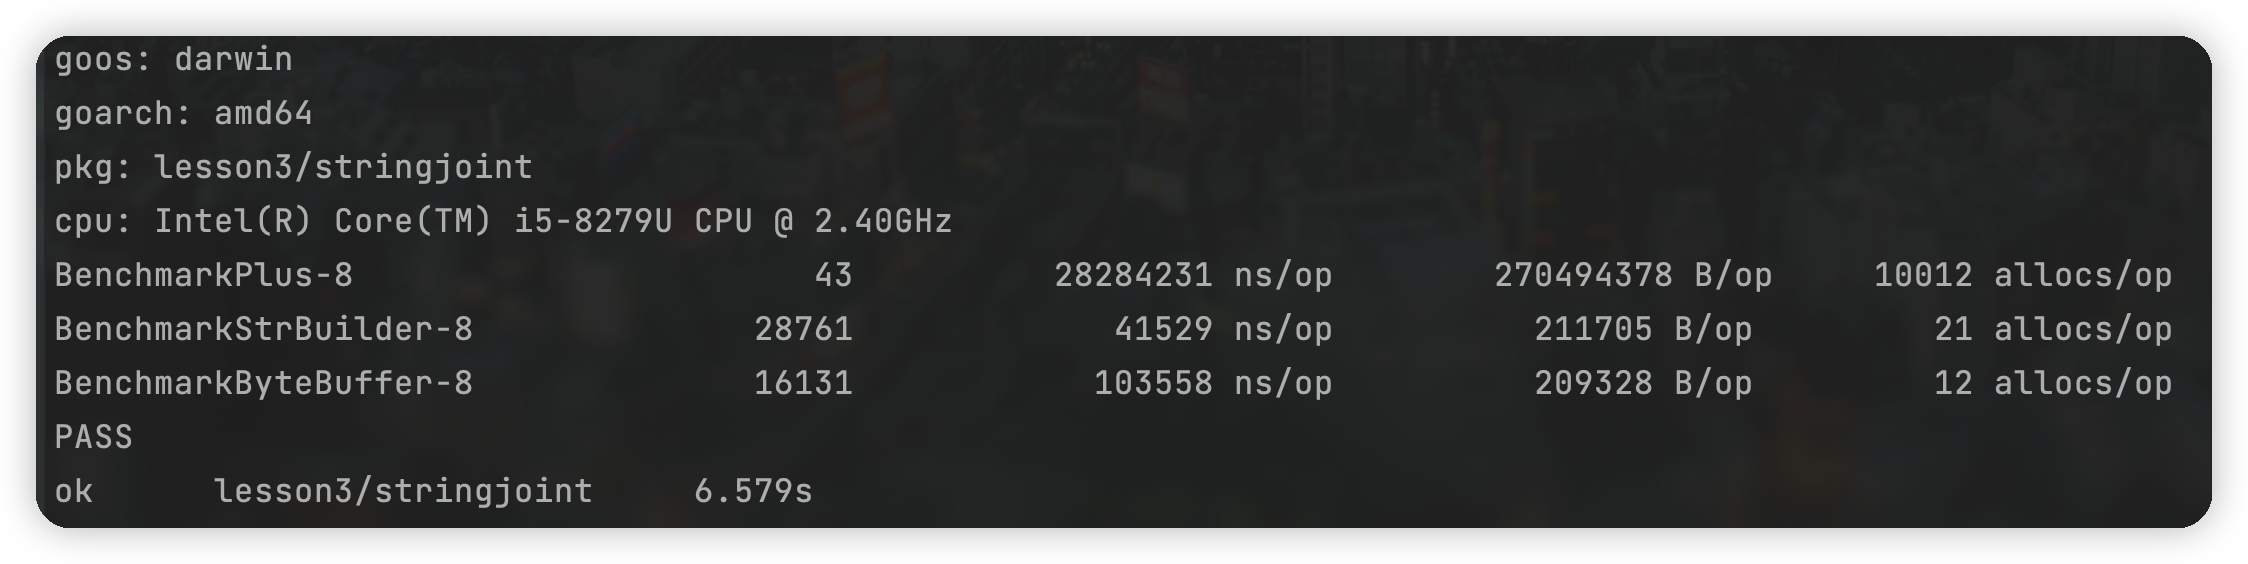 goos: darwin
goarch: amd64
pkg: lesson3/stringjoint
cpu: Intel(R) Core(TM) i5-8279U CPU @ 2.40GHz
BenchmarkPlus-8 43 28284231 ns/op 270494378 B/op 10012 allocs/op
BenchmarkStrBuilder-8 28761 41529 ns/op 211705 B/op 21 allocs/op
BenchmarkByteBuffer-8 16131 103558 ns/op 209328 B/op 12 allocs/op
PASS
ok lesson3/stringjoint 6.579s